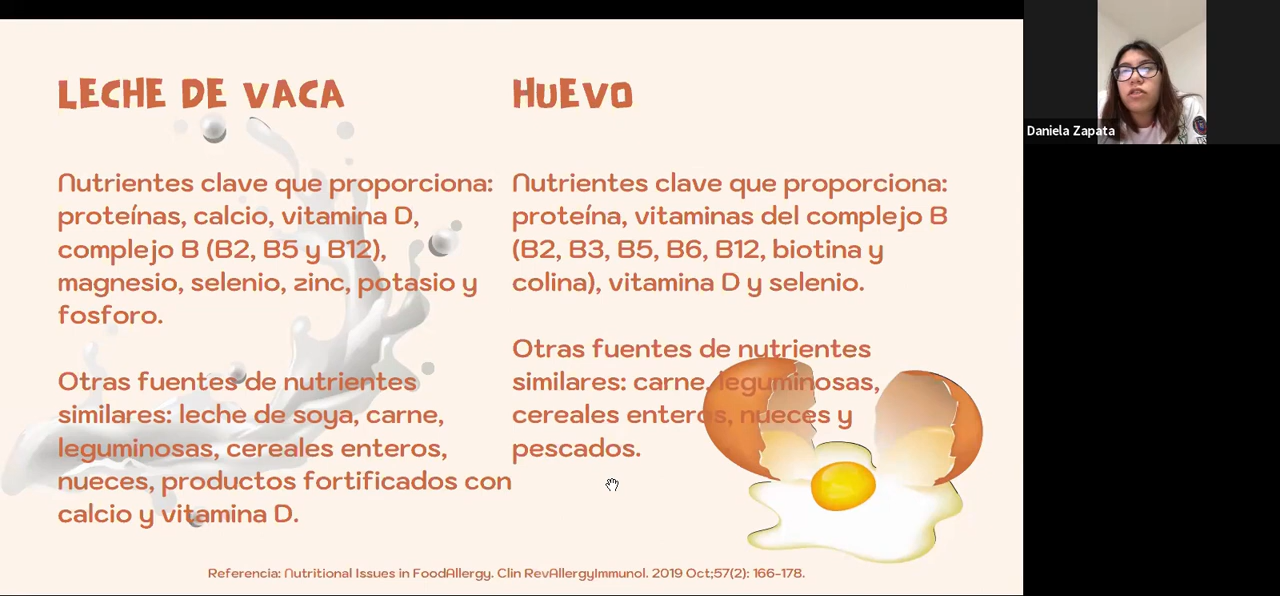 LECHE DE VACA
Nutrientes clave que proporciona:
proteínas, calcio, vitamina D,
complejo B (B2, B5 y B12),
magnesio, selenio, zinc, potasio y
fosforo.
Otras fuentes de nutrientes
similares: leche de soya, carne,
leguminosas, cereales enteros,
nueces, productos fortificados con
calcio y vitamina D.
HUEVO
Nutrientes clave que proporciona:
proteína, vitaminas del complejo B
(B2, B3, B5, B6, B12, biotina y
colina), vitamina D y selenio.
Otras fuentes de nutrientes
similares: carne, leguminosas,
cereales enteros, nueces y
pescados.
Referencia: Nutritional Issues in FoodAllergy. Clin RevAllergyImmunol. 2019 Oct;57(2): 166-178.
Daniela Zapata